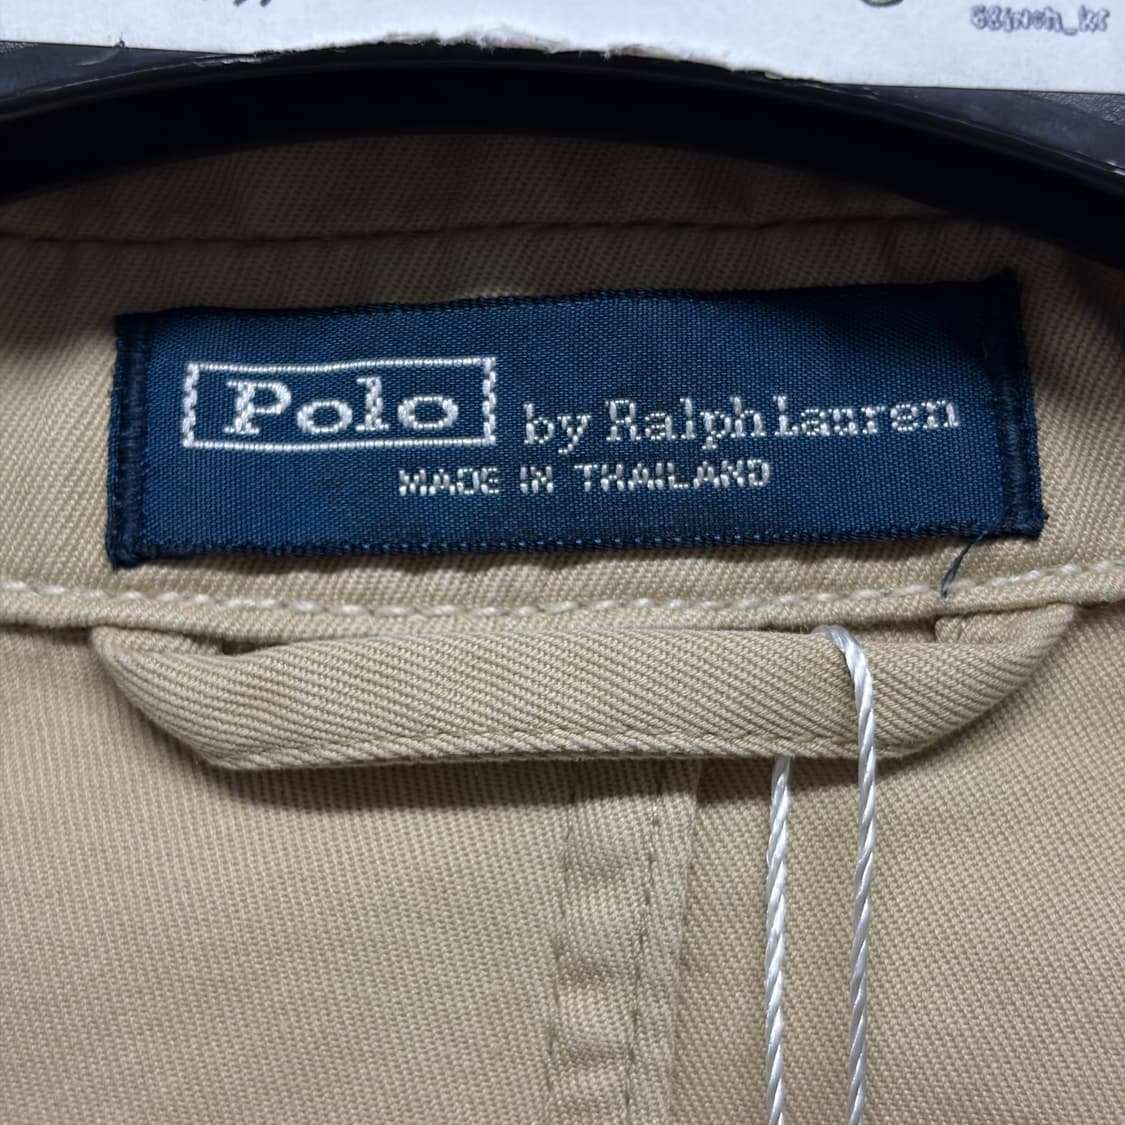 Polo by Ralph Lauren
MADE IN THAILAND